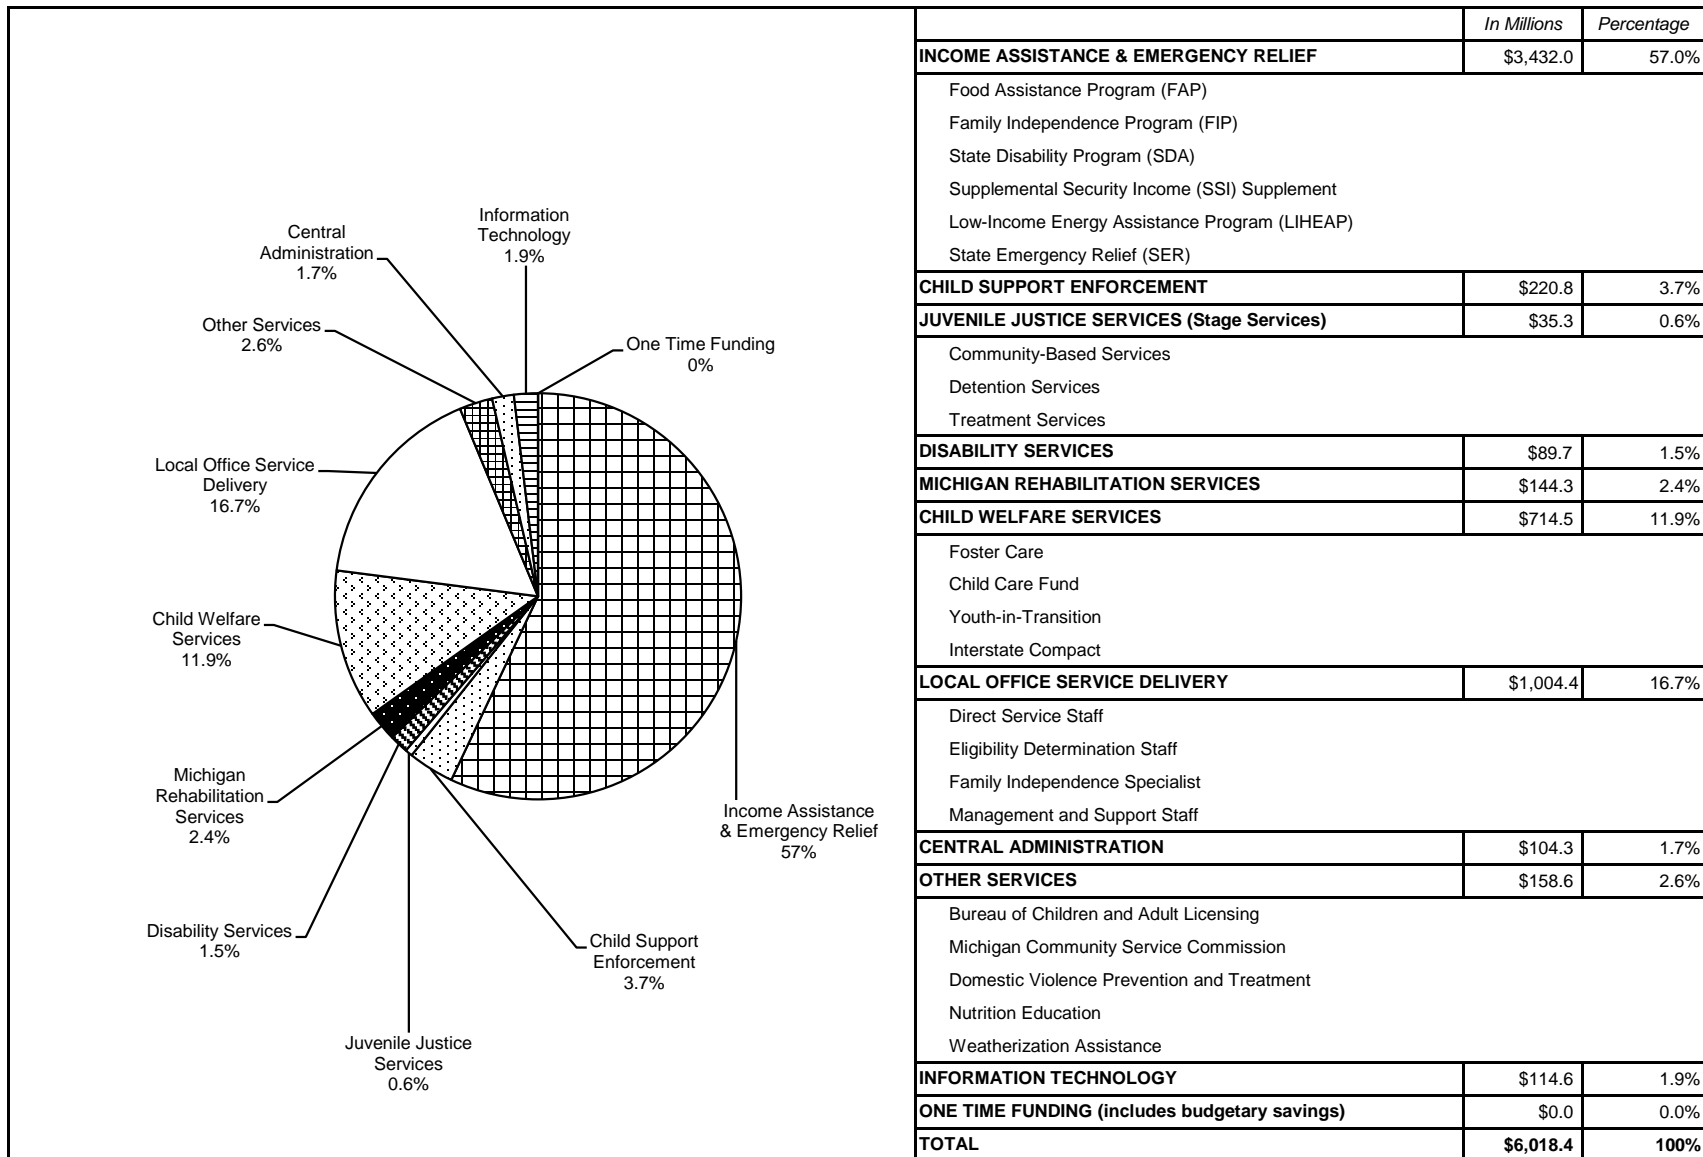 Information
Technology
1.9%
Central
Administration
1.7%
Other Services
2.6%
One Time Funding
0%
Local Office Service
Delivery
16.7%
Child Welfare
Services
11.9%
Michigan
Rehabilitation
Services
2.4%
Income Assistance
& Emergency Relief
57%
Disability Services
1.5%
Child Support
Enforcement
3.7%
Juvenile Justice
Services
0.6%
In Millions Percentage
INCOME ASSISTANCE & EMERGENCY RELIEF $3,432.0 57.0%
Food Assistance Program (FAP)
Family Independence Program (FIP)
State Disability Program (SDA)
Supplemental Security Income (SSI) Supplement
Low-Income Energy Assistance Program (LIHEAP)
State Emergency Relief (SER)
CHILD SUPPORT ENFORCEMENT $220.8 3.7%
JUVENILE JUSTICE SERVICES (Stage Services) $35.3 0.6%
Community-Based Services
Detention Services
Treatment Services
DISABILITY SERVICES $89.7 1.5%
MICHIGAN REHABILITATION SERVICES $144.3 2.4%
CHILD WELFARE SERVICES $714.5 11.9%
Foster Care
Child Care Fund
Youth-in-Transition
Interstate Compact
LOCAL OFFICE SERVICE DELIVERY $1,004.4 16.7%
Direct Service Staff
Eligibility Determination Staff
Family Independence Specialist
Management and Support Staff
CENTRAL ADMINISTRATION $104.3 1.7%
OTHER SERVICES $158.6 2.6%
Bureau of Children and Adult Licensing
Michigan Community Service Commission
Domestic Violence Prevention and Treatment
Nutrition Education
Weatherization Assistance
INFORMATION TECHNOLOGY $114.6 1.9%
ONE TIME FUNDING (includes budgetary savings) $0.0 0.0%
TOTAL $6,018.4 100%